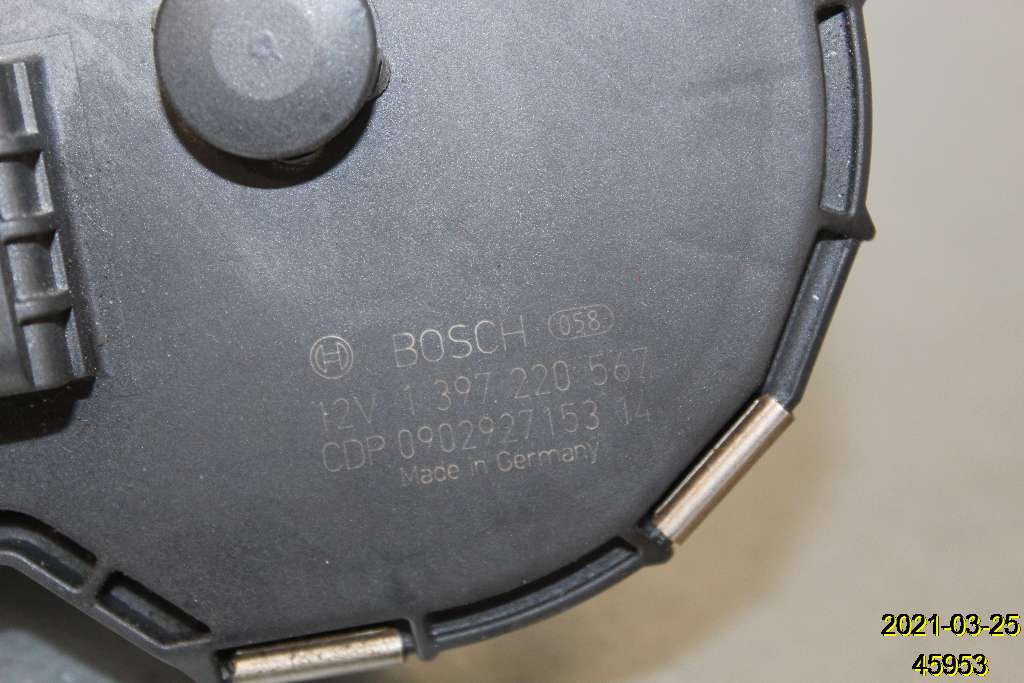 BOSCH 058
12V 1 397 220 567
CDP 0902927153 14
Made in Germany
2021-03-25
45953